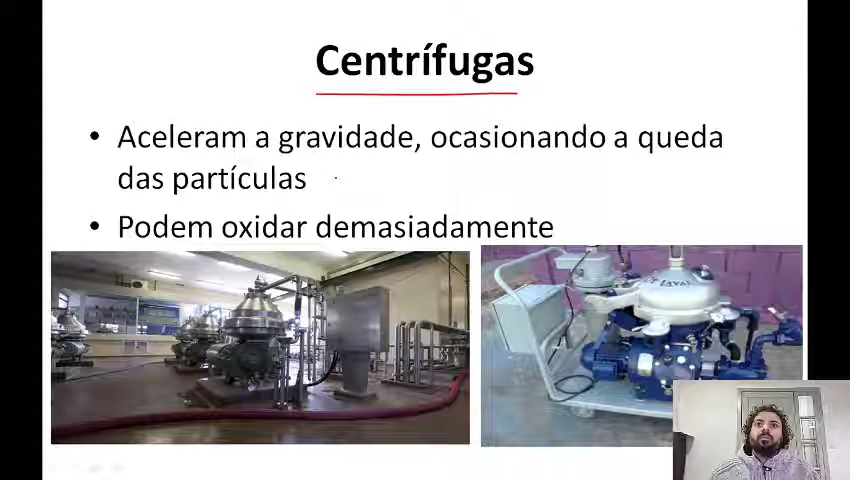 Centrífugas
• Aceleram a gravidade, ocasionando a queda
das partículas
• Podem oxidar demasiadamente